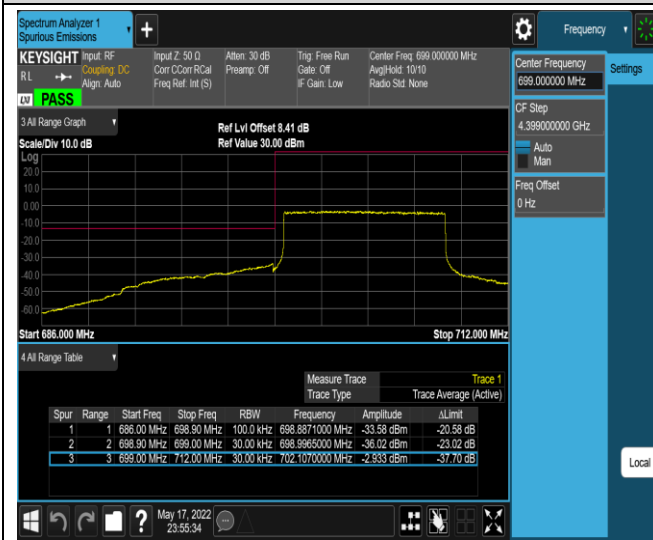 Spectrum Analyzer 1
Spurious Emissions
+
Frequency
KEYSIGHT
RL
LXI PASS
Input: RF
Coupling: DC
Align: Auto
Input Z: 50 Ω
Corr CCorr RCal
Freq Ref: Int (S)
Atten: 30 dB
Preamp: Off
Trig: Free Run
Gate: Off
IF Gain: Low
Center Freq: 699.000000 MHz
Avg|Hold: 10/10
Radio Std: None
Center Frequency
699.000000 MHz
Settings
CF Step
4.399000000 GHz
Auto
Man
Freq Offset
0 Hz
3 All Range Graph
Scale/Div 10.0 dB
Ref Lvl Offset 8.41 dB
Ref Value 30.00 dBm
Log
20.0
10.0
0.00
-10.0
-20.0
-30.0
-40.0
-50.0
-60.0
Start 686.000 MHz
Stop 712.000 MHz
4 All Range Table
Measure Trace Trace 1
Trace Type Trace Average (Active)
Spur Range Start Freq Stop Freq RBW Frequency Amplitude ΔLimit
1 1 686.00 MHz 698.90 MHz 100.0 kHz 698.8871000 MHz -33.58 dBm -20.58 dB
2 2 698.90 MHz 699.00 MHz 30.00 kHz 698.9965000 MHz -36.02 dBm -23.02 dB
3 3 699.00 MHz 712.00 MHz 30.00 kHz 702.1070000 MHz -2.933 dBm -37.70 dB
Local
?
May 17, 2022
23:55:34